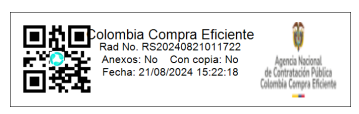 Colombia Compra Eficiente
Rad No. RS20240821011722
Anexos: No Con copia: No
Fecha: 21/08/2024 15:22:18
Agencia Nacional
de Contratación Pública
Colombia Compra Eficiente